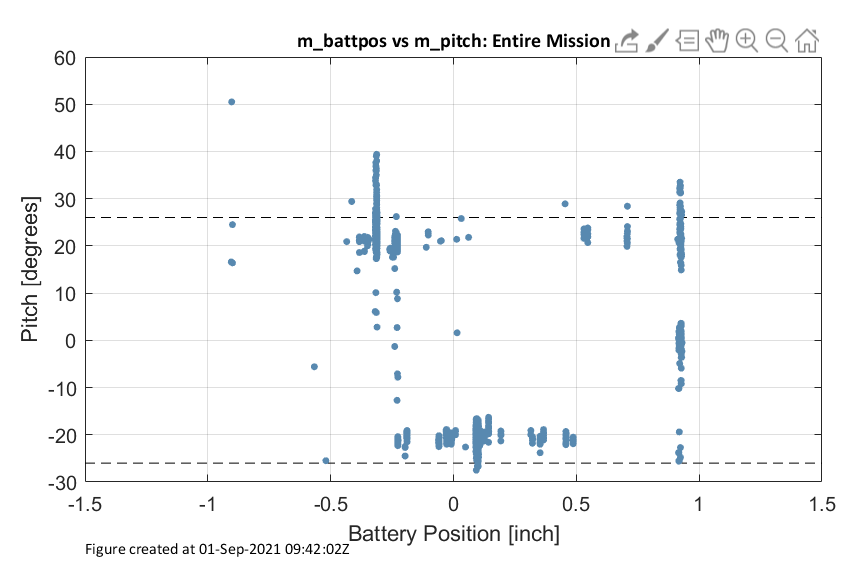 m_battpos vs m_pitch: Entire Mission
60
50
40
30
20
10
0
-10
-20
-30
Pitch [degrees]
-1.5 -1 -0.5 0 0.5 1 1.5
Battery Position [inch]
Figure created at 01-Sep-2021 09:42:02Z